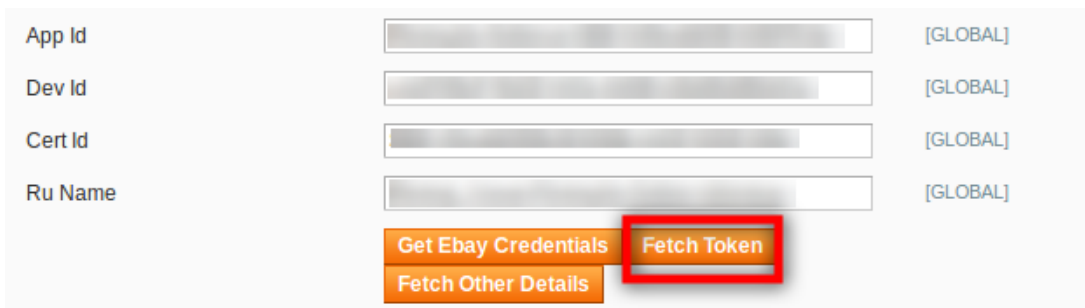 App Id [GLOBAL]
Dev Id [GLOBAL]
Cert Id [GLOBAL]
Ru Name [GLOBAL]
Get Ebay Credentials Fetch Token
Fetch Other Details